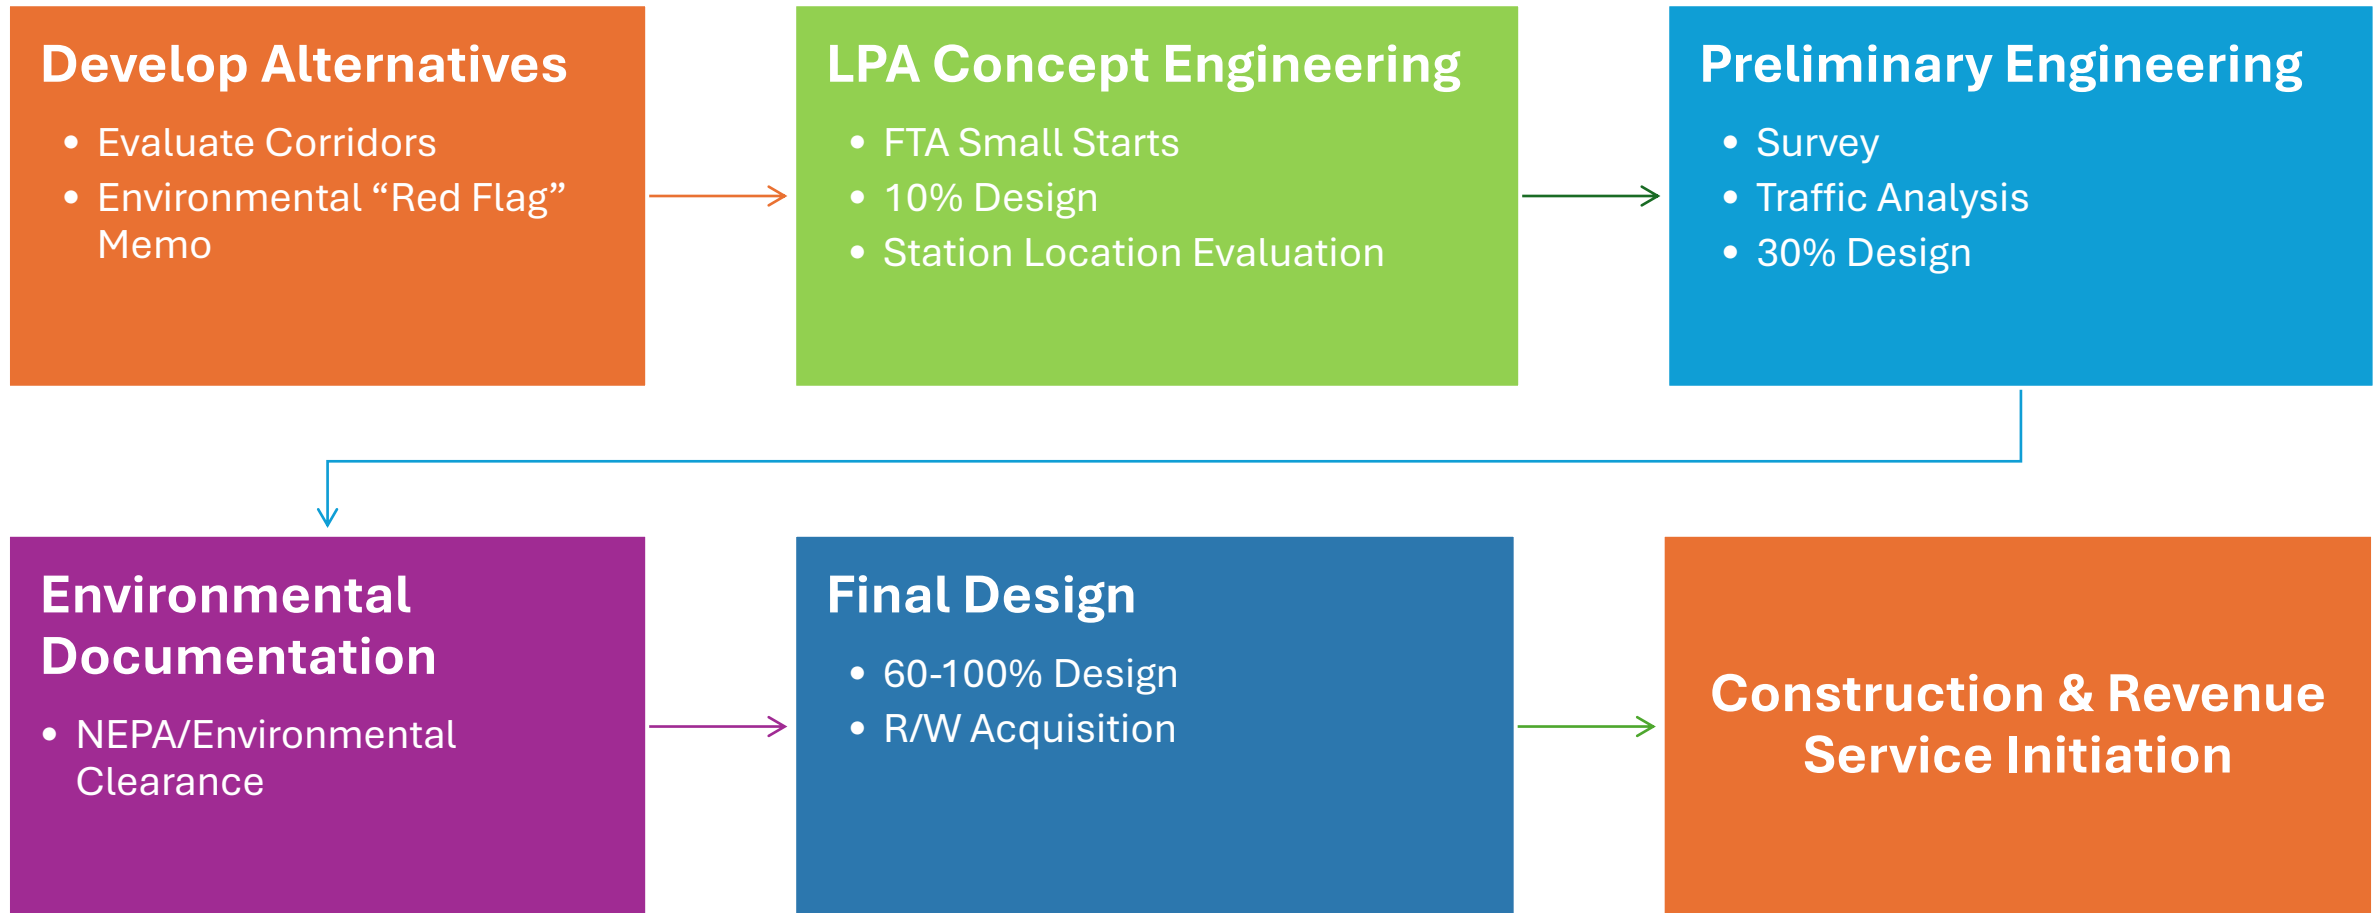 Develop Alternatives
• Evaluate Corridors
• Environmental “Red Flag”
Memo
LPA Concept Engineering
• FTA Small Starts
• 10% Design
• Station Location Evaluation
Preliminary Engineering
• Survey
• Traffic Analysis
• 30% Design
Environmental
Documentation
• NEPA/Environmental
Clearance
Final Design
• 60-100% Design
• R/W Acquisition
Construction & Revenue
Service Initiation